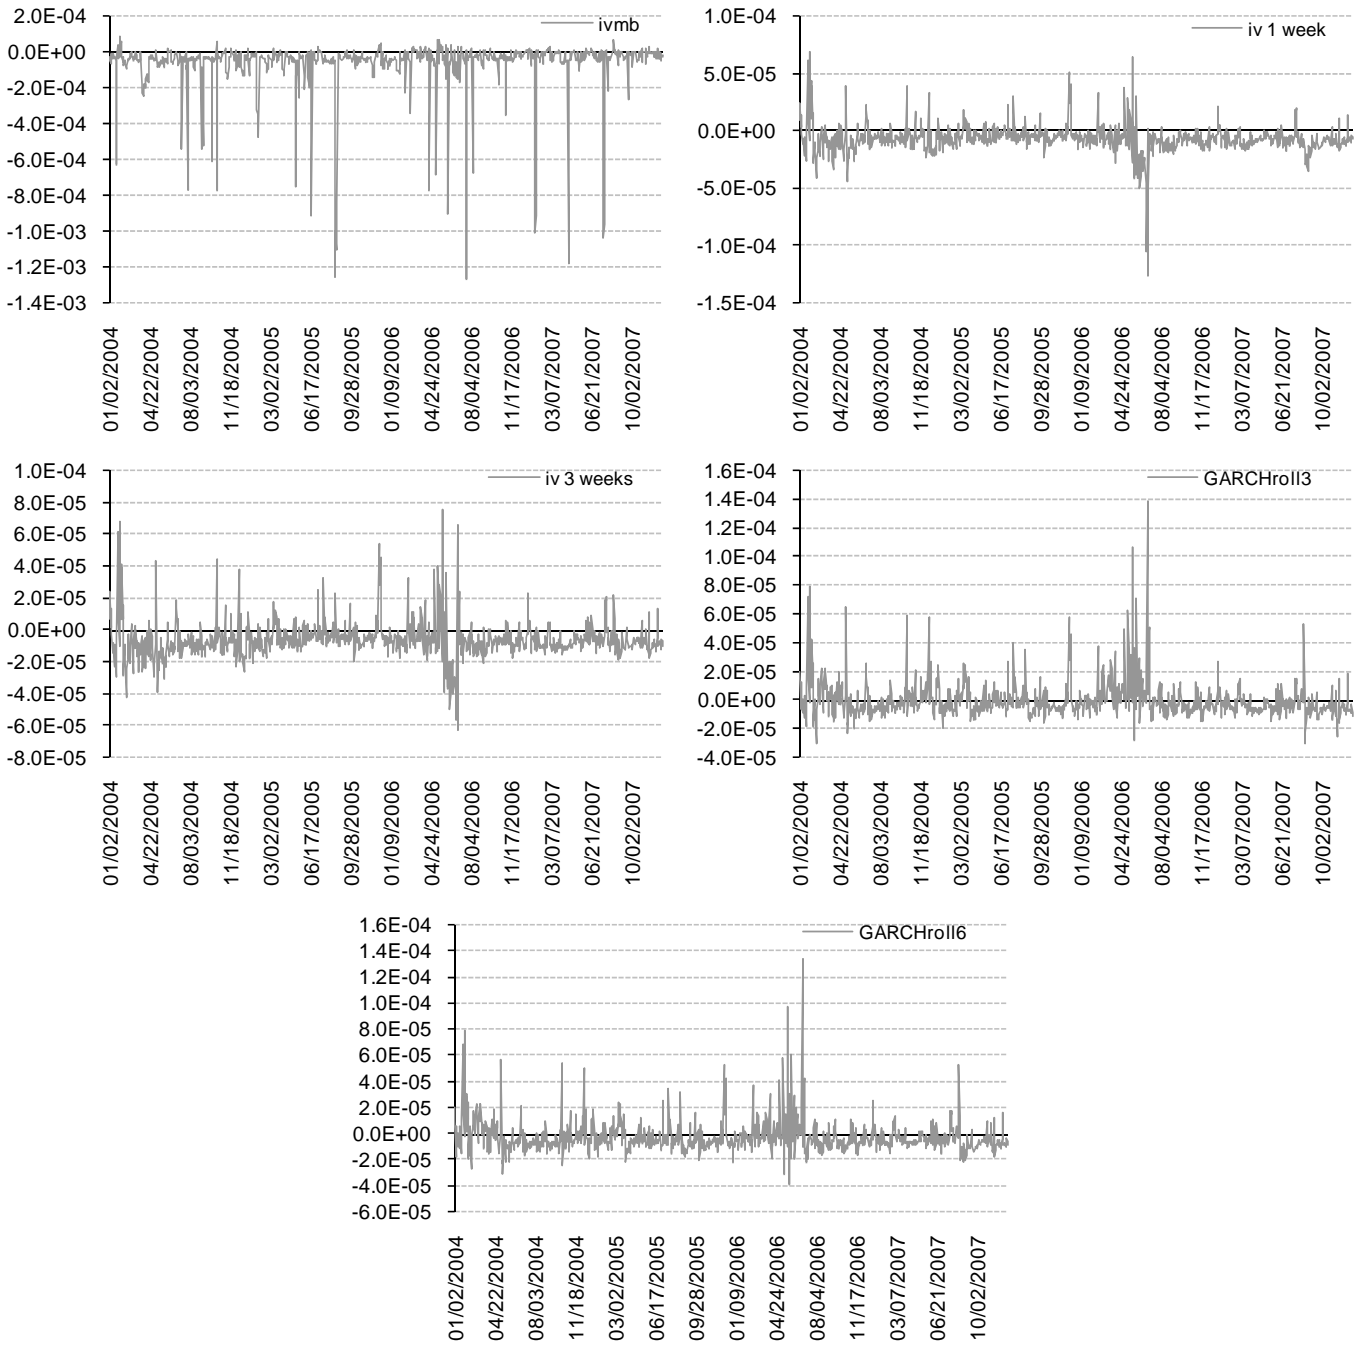 ivmb
2.0E-04
0.0E+00
-2.0E-04
-4.0E-04
-6.0E-04
-8.0E-04
-1.0E-03
-1.2E-03
-1.4E-03
01/02/2004
04/22/2004
08/03/2004
11/18/2004
03/02/2005
06/17/2005
09/28/2005
01/09/2006
04/24/2006
08/04/2006
11/17/2006
03/07/2007
06/21/2007
10/02/2007
iv 1 week
1.0E-04
5.0E-05
0.0E+00
-5.0E-05
-1.0E-04
-1.5E-04
01/02/2004
04/22/2004
08/03/2004
11/18/2004
03/02/2005
06/17/2005
09/28/2005
01/09/2006
04/24/2006
08/04/2006
11/17/2006
03/07/2007
06/21/2007
10/02/2007
iv 3 weeks
1.0E-04
8.0E-05
6.0E-05
4.0E-05
2.0E-05
0.0E+00
-2.0E-05
-4.0E-05
-6.0E-05
-8.0E-05
01/02/2004
04/22/2004
08/03/2004
11/18/2004
03/02/2005
06/17/2005
09/28/2005
01/09/2006
04/24/2006
08/04/2006
11/17/2006
03/07/2007
06/21/2007
10/02/2007
GARCHroll3
1.6E-04
1.4E-04
1.2E-04
1.0E-04
8.0E-05
6.0E-05
4.0E-05
2.0E-05
0.0E+00
-2.0E-05
-4.0E-05
01/02/2004
04/22/2004
08/03/2004
11/18/2004
03/02/2005
06/17/2005
09/28/2005
01/09/2006
04/24/2006
08/04/2006
11/17/2006
03/07/2007
06/21/2007
10/02/2007
GARCHroll6
1.6E-04
1.4E-04
1.2E-04
1.0E-04
8.0E-05
6.0E-05
4.0E-05
2.0E-05
0.0E+00
-2.0E-05
-4.0E-05
-6.0E-05
01/02/2004
04/22/2004
08/03/2004
11/18/2004
03/02/2005
06/17/2005
09/28/2005
01/09/2006
04/24/2006
08/04/2006
11/17/2006
03/07/2007
06/21/2007
10/02/2007